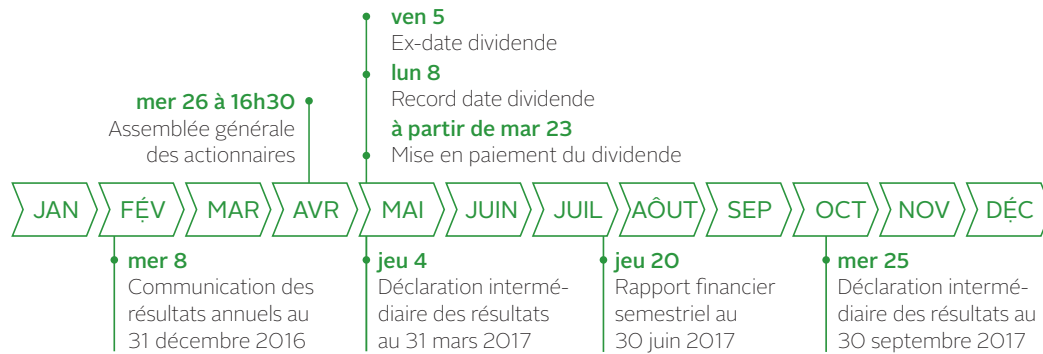 ven 5
Ex-date dividende
lun 8
Record date dividende
mer 26 à 16h30
Assemblée générale
des actionnaires
à partir de mar 23
Mise en paiement du dividende
JAN FÉV MAR AVR MAI JUIN JUIL AÔUT SEP OCT NOV DÉC
mer 8
Communication des
résultats annuels au
31 décembre 2016
jeu 4
Déclaration intermé-
diaire des résultats
au 31 mars 2017
jeu 20
Rapport financier
semestriel au
30 juin 2017
mer 25
Déclaration intermé-
diaire des résultats au
30 septembre 2017